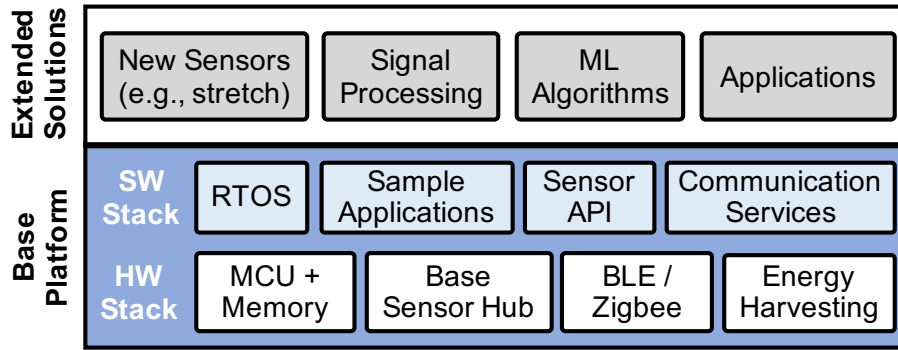 Extended
Solutions
New Sensors
(e.g., stretch)
Signal
Processing
ML
Algorithms
Applications
Base
Platform
SW
Stack
RTOS
Sample
Applications
Sensor
API
Communication
Services
HW
Stack
MCU +
Memory
Base
Sensor Hub
BLE /
Zigbee
Energy
Harvesting